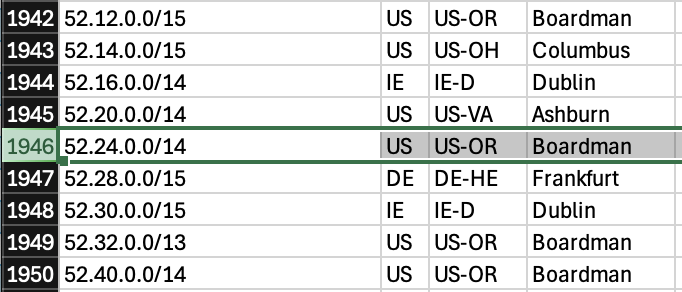 1942 52.12.0.0/15 US US-OR Boardman
1943 52.14.0.0/15 US US-OH Columbus
1944 52.16.0.0/14 IE IE-D Dublin
1945 52.20.0.0/14 US US-VA Ashburn
1946 52.24.0.0/14 US US-OR Boardman
1947 52.28.0.0/15 DE DE-HE Frankfurt
1948 52.30.0.0/15 IE IE-D Dublin
1949 52.32.0.0/13 US US-OR Boardman
1950 52.40.0.0/14 US US-OR Boardman